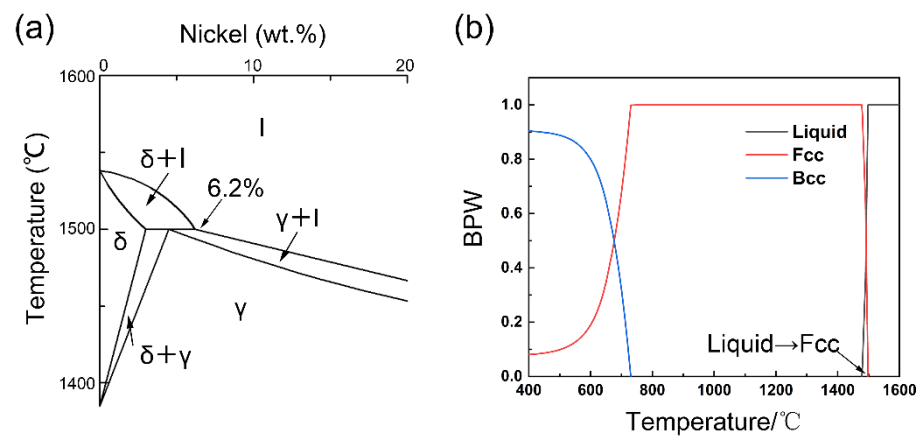 (a)
Nickel (wt.%)
0 10 20
1600
1500
1400
Temperature (℃)
l
δ+l
6.2%
γ+l
δ
γ
δ+γ
(b)
1.0
0.8
0.6
0.4
0.2
0.0
BPW
Liquid
Fcc
Bcc
Liquid→Fcc
400 600 800 1000 1200 1400 1600
Temperature/℃